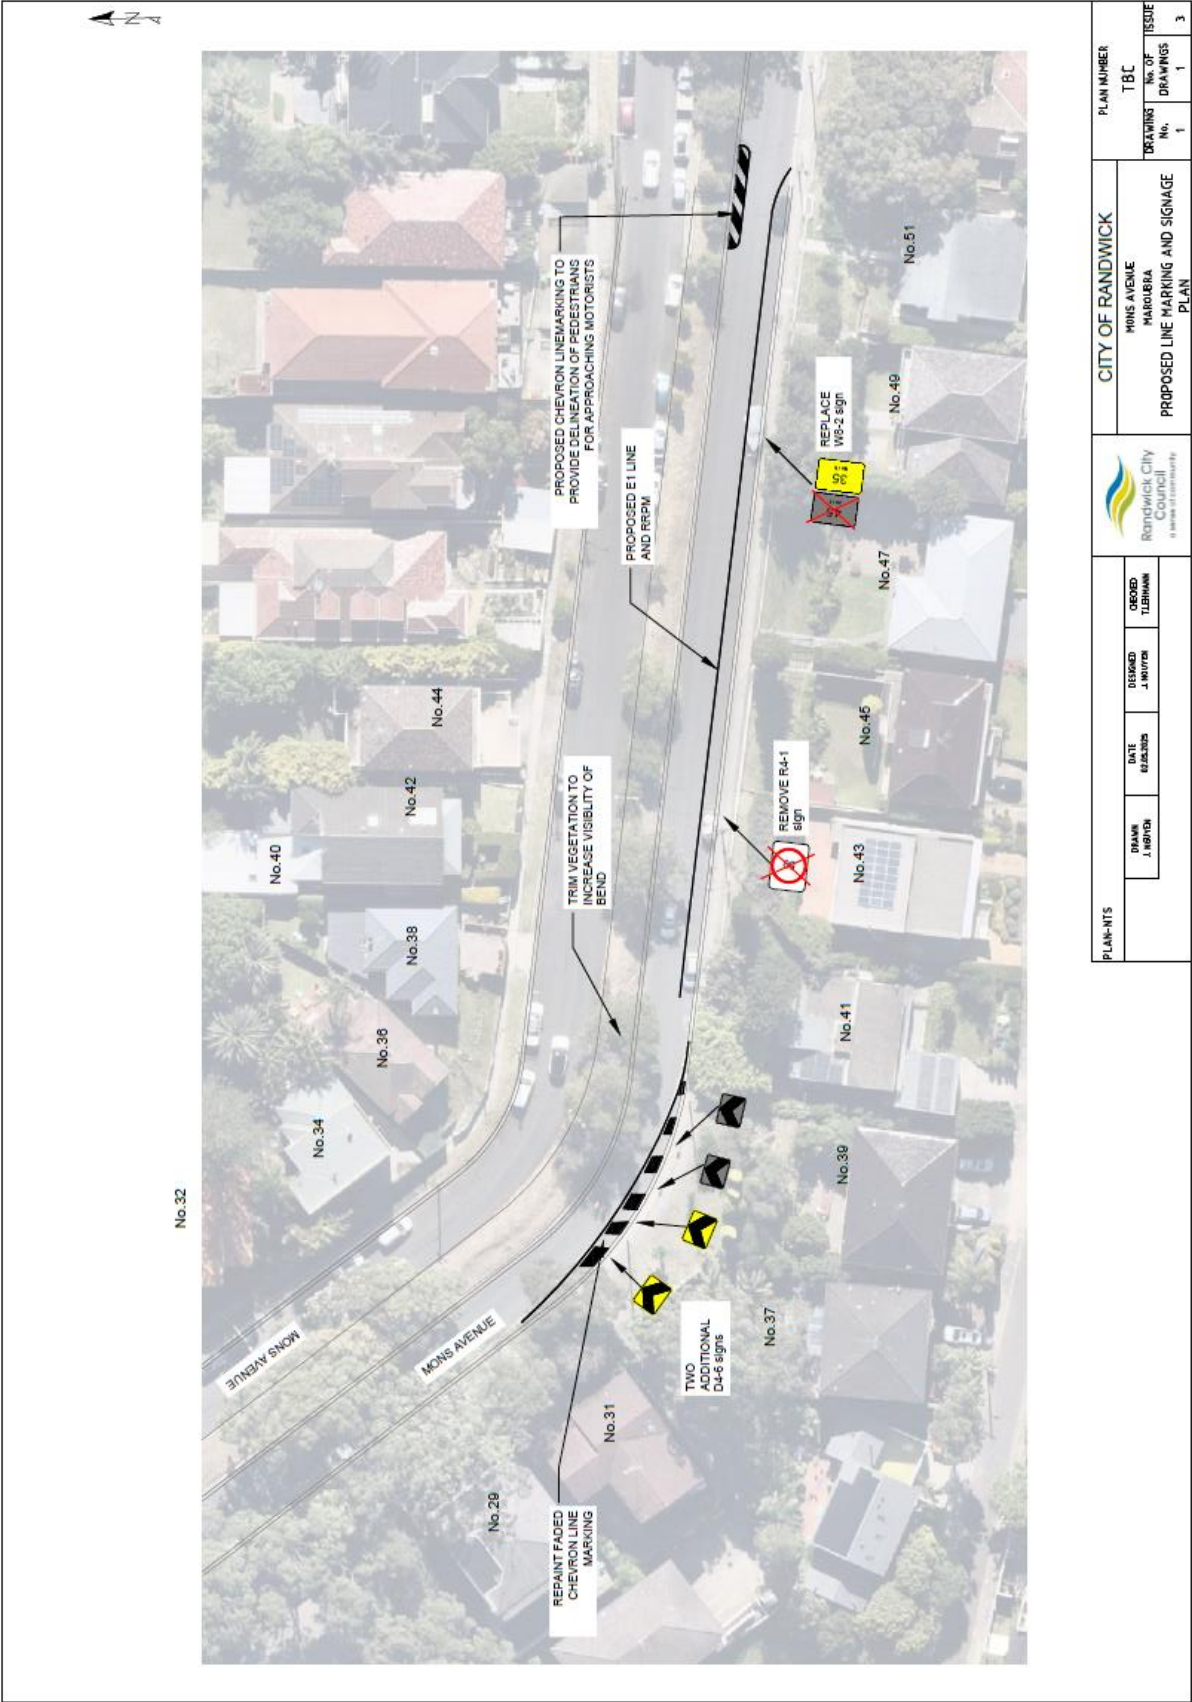 No.32
MONS AVENUE
MONS AVENUE
No.34
No.36
No.38
No.40
No.42
No.44
No.29
No.31
No.37
No.39
No.41
No.43
No.45
No.47
No.49
No.51
REPAINT FADED
CHEVRON LINE
MARKING
TWO
ADDITIONAL
D4-6 signs
TRIM VEGETATION TO
INCREASE VISIBLITY OF
BEND
REMOVE R4-1
sign
PROPOSED E1 LINE
AND RRPM
REPLACE
W8-2 sign
35
PROPOSED CHEVRON LINEMARKING TO
PROVIDE DELINEATION OF PEDESTRIANS
FOR APPROACHING MOTORISTS
PLAN-NTS
DRAWN
J. NGUYEN
DATE
02.05.2025
DESIGNED
J. NGUYEN
CHECKED
T.LEHMANN
Randwick City
Council
a sense of community
CITY OF RANDWICK
MONS AVENUE
MAROUBRA
PROPOSED LINE MARKING AND SIGNAGE
PLAN
PLAN NUMBER
TBC
DRAWING
No.
1
No. OF
DRAWINGS
1
ISSUE
3
N